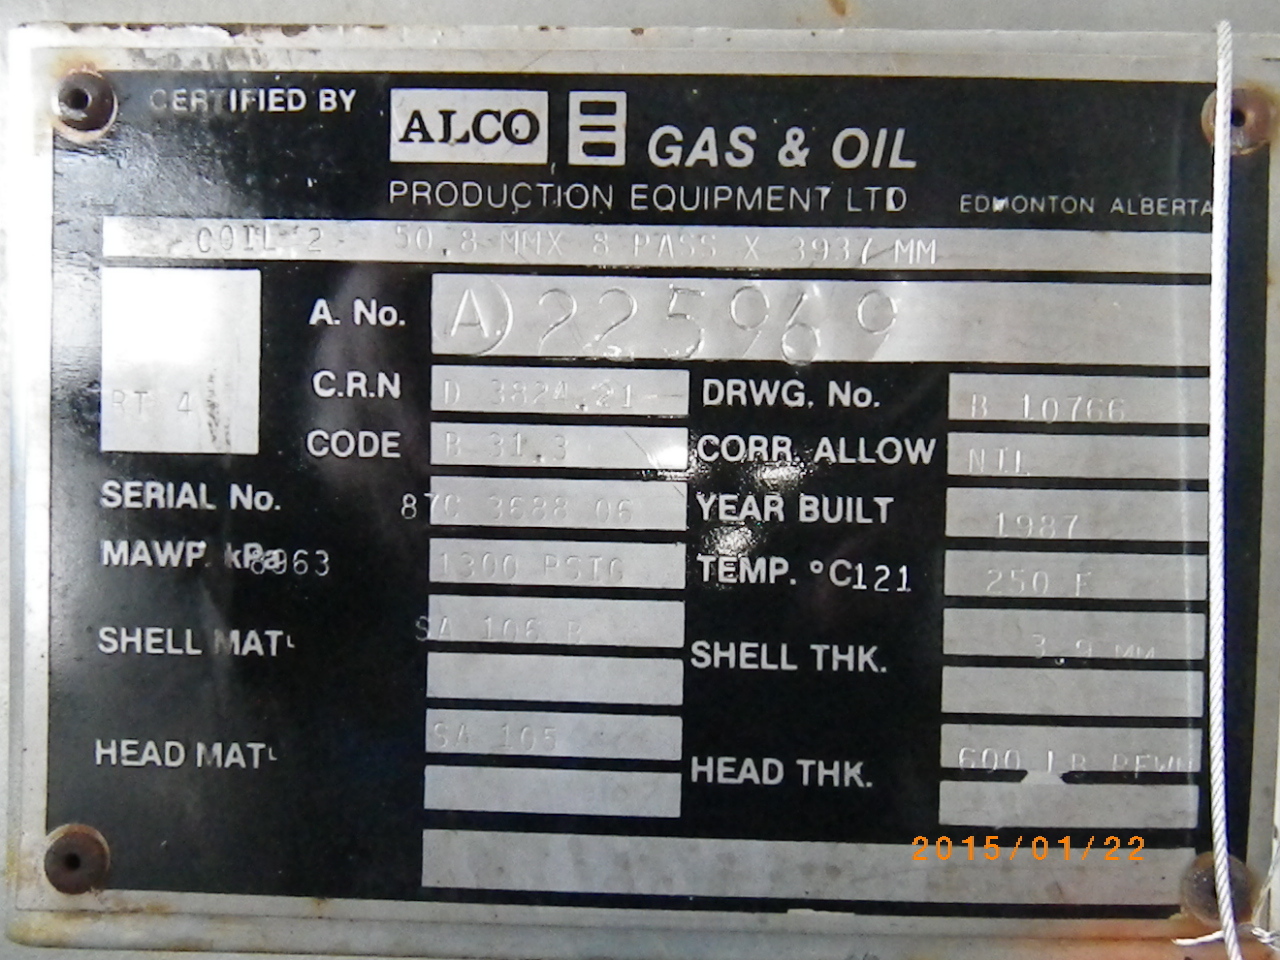 CERTIFIED BY ALCO GAS & OIL
PRODUCTION EQUIPMENT LTD EDMONTON ALBERTA
COIL 2 50.8 MMX 8 PASS X 3937 MM
A. No. A) 225969
RT 4
C.R.N D 3824.21-- DRWG. No. B 10766
CODE B 31.3 CORR. ALLOW NIL
SERIAL No. 87C 3688 06 YEAR BUILT 1987
MAWP. kPa 8963 1300 PSIG TEMP. °C 121 250 F
SHELL MATL SA 106 B SHELL THK. 3.9 MM
HEAD MATL SA 105 HEAD THK. 600 LB RFWN
2015/01/22